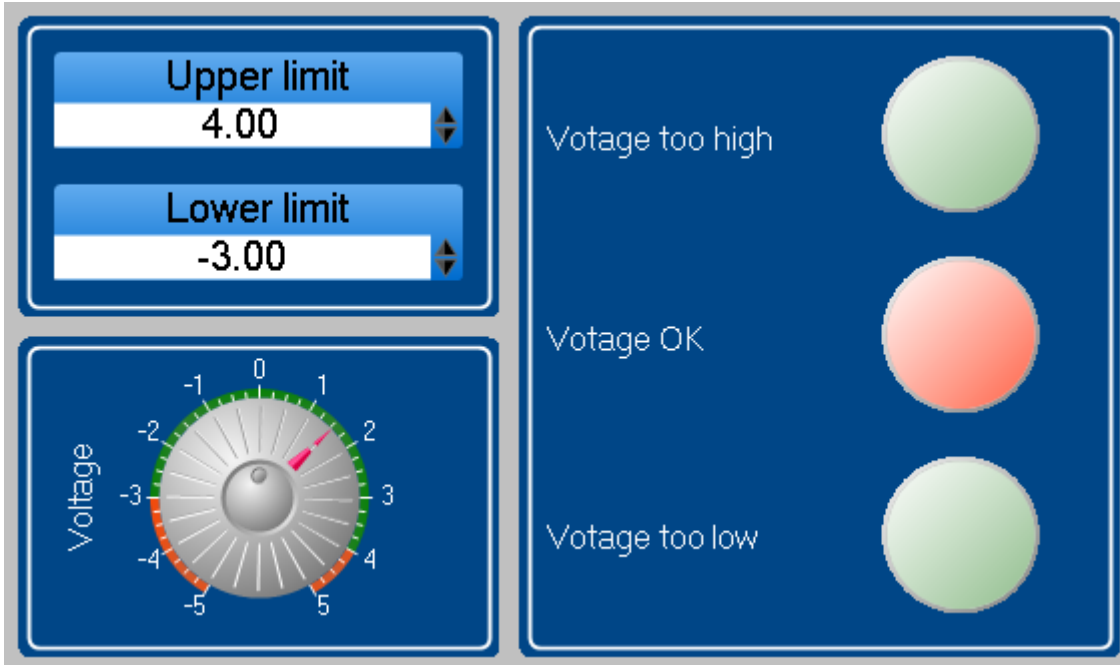 Upper limit
4.00
Lower limit
-3.00
Votage too high
Votage OK
Votage too low
Voltage
-5
-4
-3
-2
-1
0
1
2
3
4
5